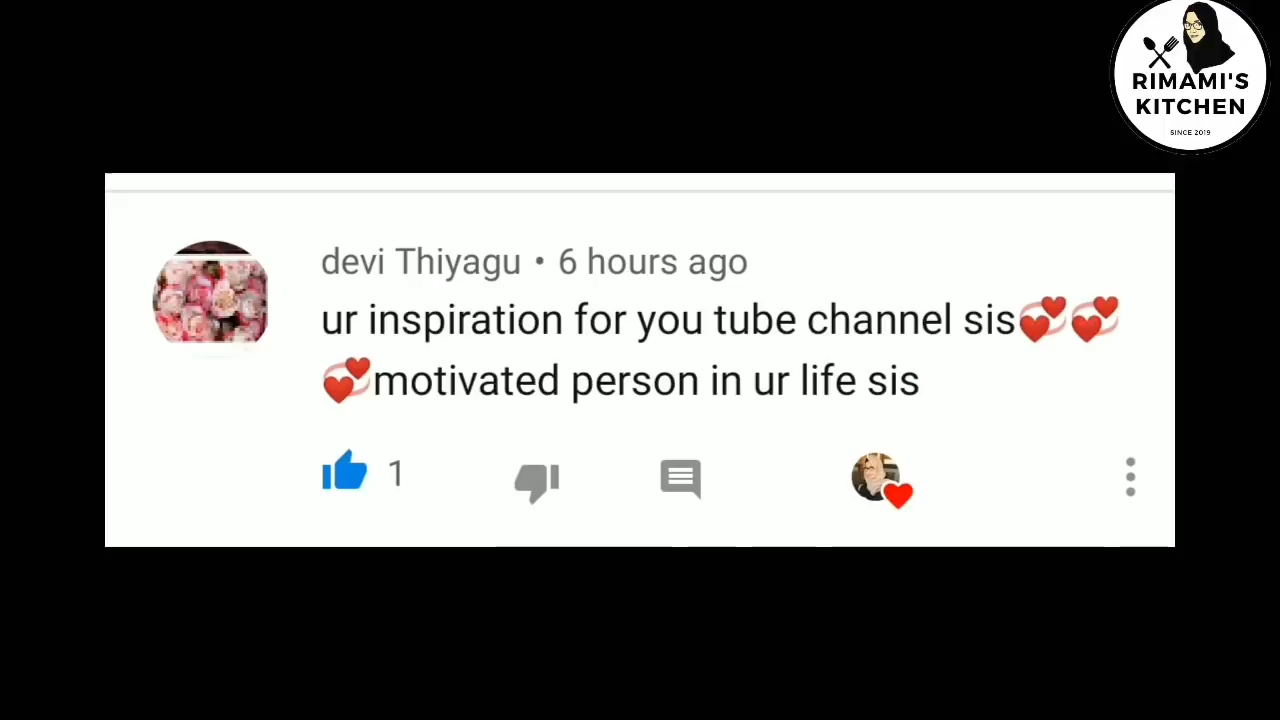 RIMAMI'S
KITCHEN
SINCE 2019
devi Thiyagu • 6 hours ago
ur inspiration for you tube channel sis💞💞
💞motivated person in ur life sis
1